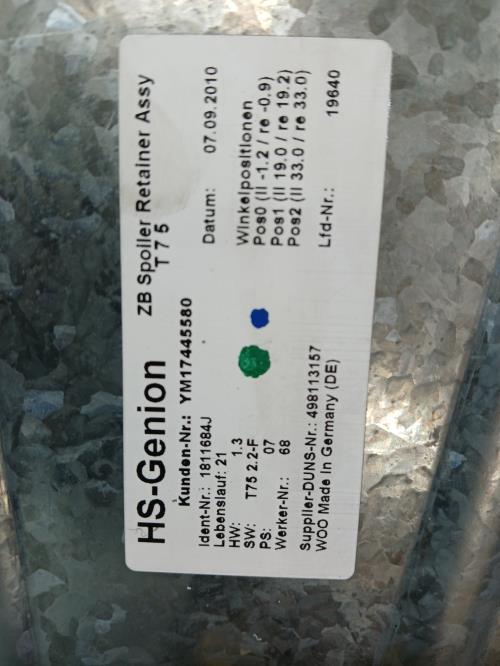 HS-Genion
ZB Spoiler Retainer Assy
T75
Kunden-Nr.: YM17445580
Ident-Nr.: 1811684J
Datum: 07.09.2010
Lebenslauf: 21
HW: 1.3
Winkelpositionen
SW: T75 2.2-F
Pos0 (li -1.2 / re -0.9)
PS: 07
Pos1 (li 19.0 / re 19.2)
Werker-Nr.: 68
Pos2 (li 33.0 / re 33.0)
Supplier-DUNS-Nr.: 498113157
Lfd-Nr.: 19640
WOO Made in Germany (DE)